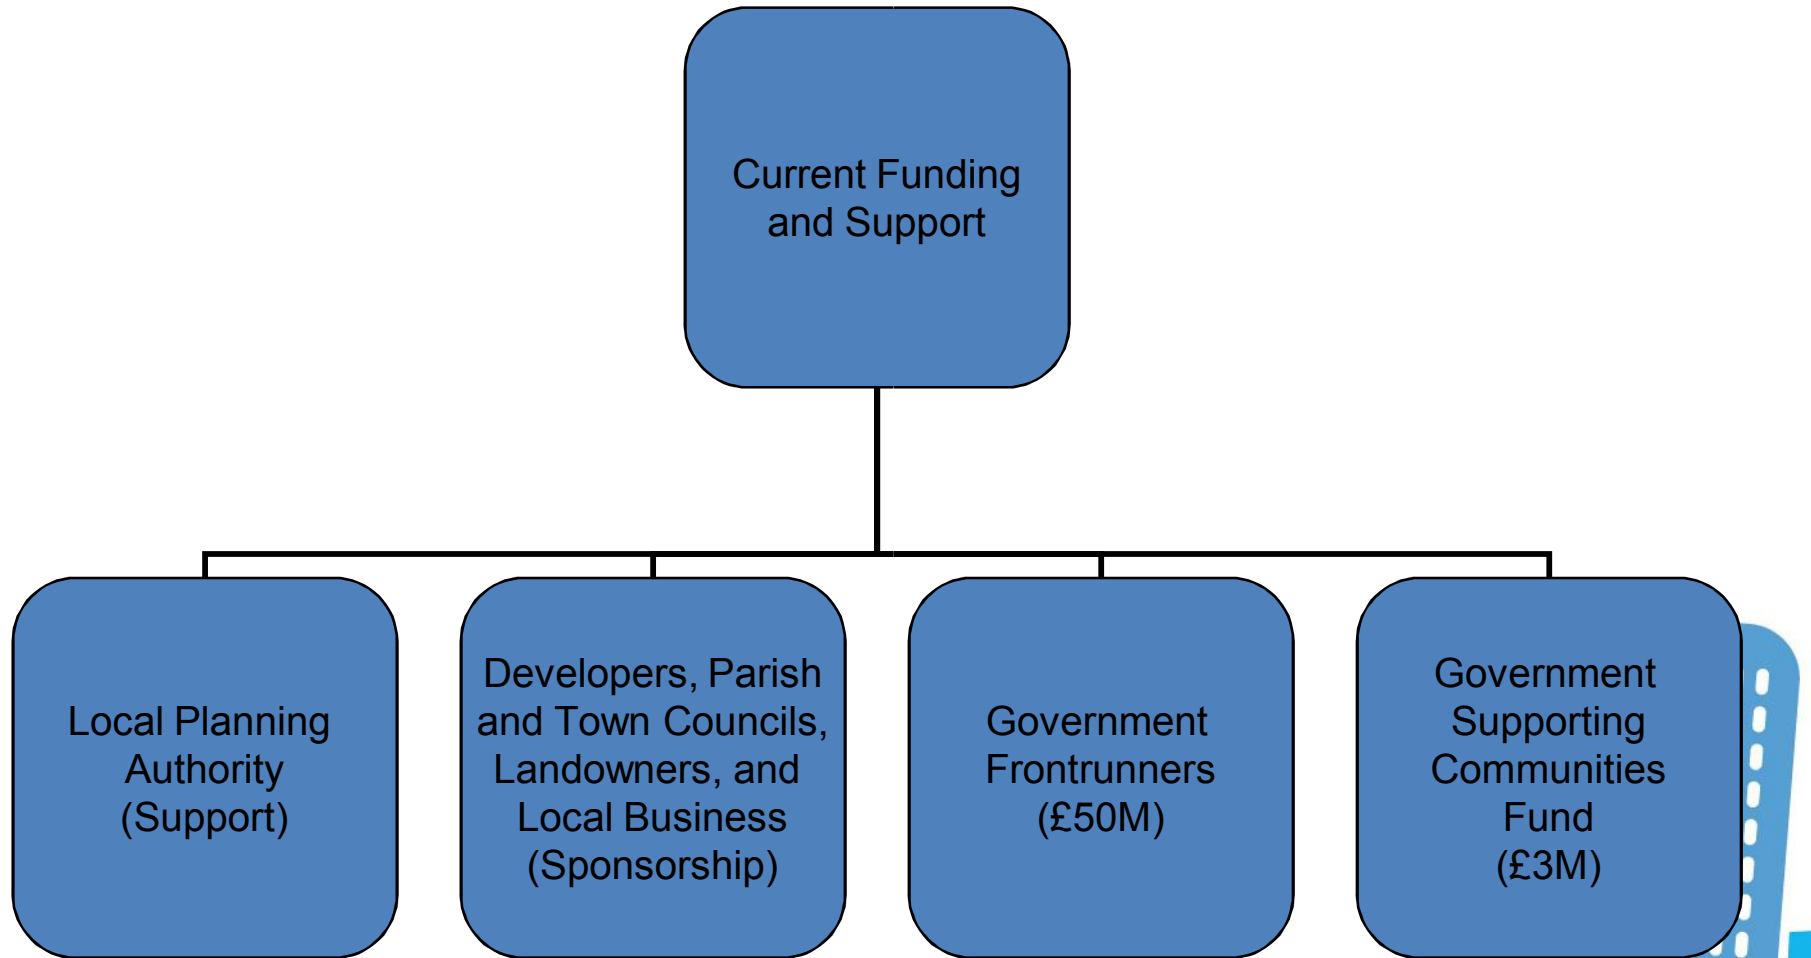 Current Funding
and Support
Local Planning
Authority
(Support)
Developers, Parish
and Town Councils,
Landowners, and
Local Business
(Sponsorship)
Government
Frontrunners
(£50M)
Government
Supporting
Communities
Fund
(£3M)